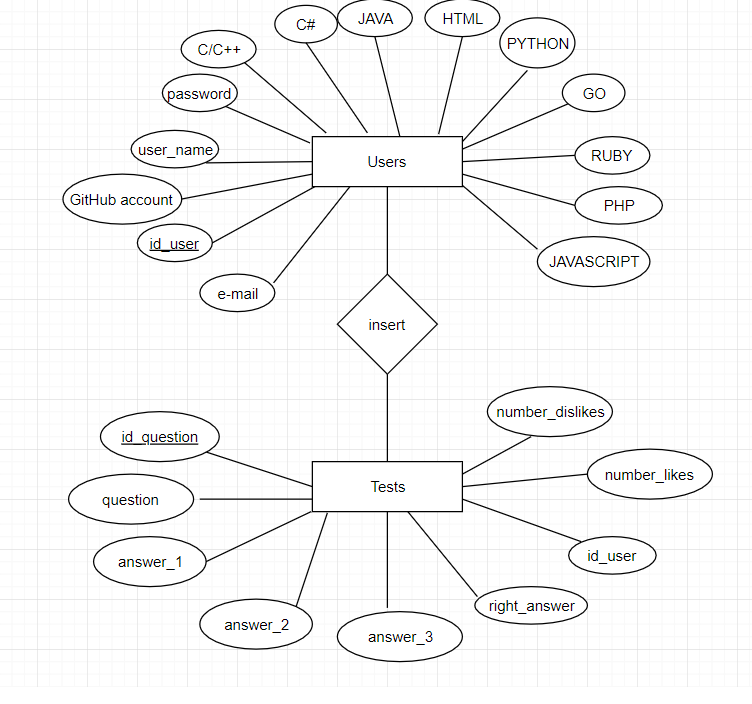 C#
JAVA
HTML
C/C++
PYTHON
password
GO
user_name
Users
RUBY
GitHub account
PHP
id_user
JAVASCRIPT
e-mail
insert
number_dislikes
id_question
number_likes
Tests
question
answer_1
id_user
right_answer
answer_2
answer_3